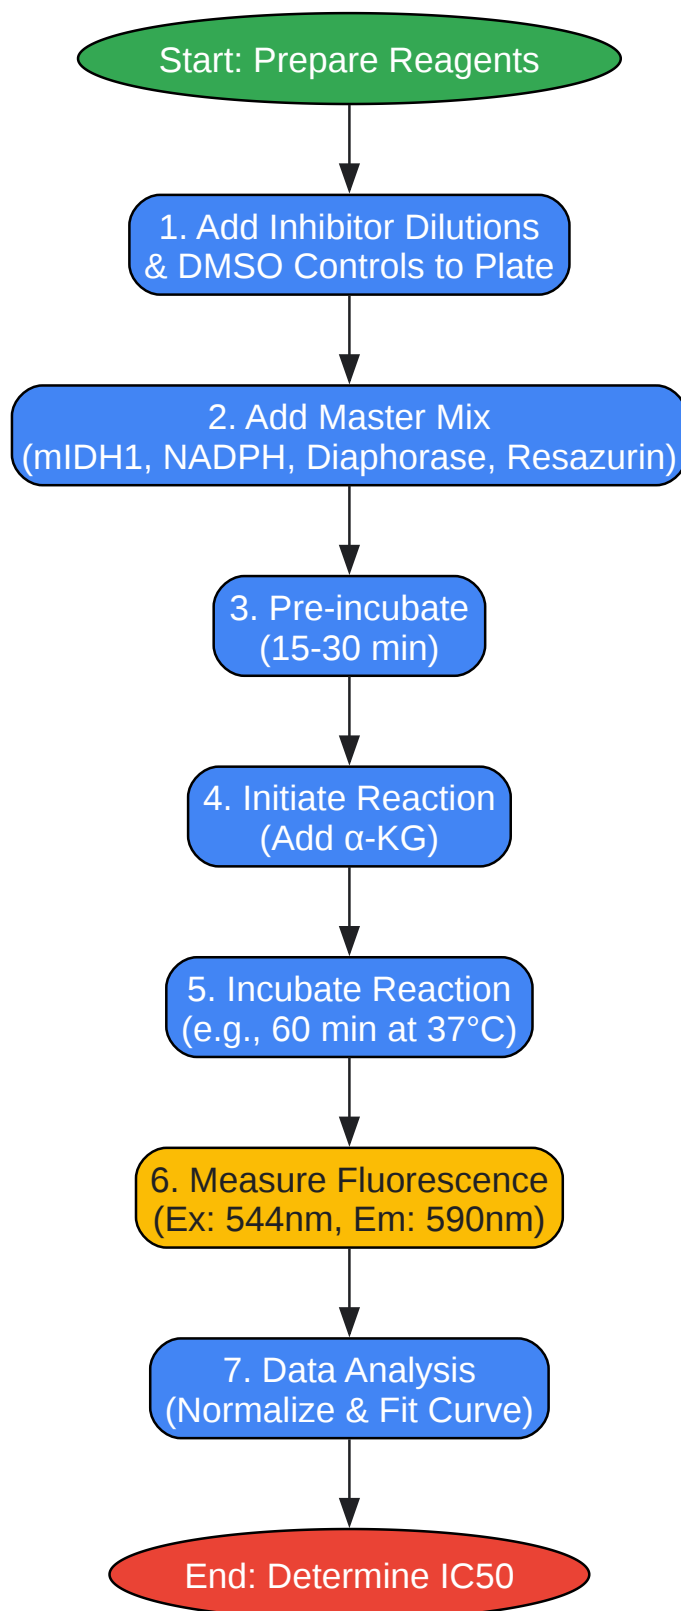 Start: Prepare Reagents
1. Add Inhibitor Dilutions
& DMSO Controls to Plate
2. Add Master Mix
(mIDH1, NADPH, Diaphorase, Resazurin)
3. Pre-incubate
(15-30 min)
4. Initiate Reaction
(Add α-KG)
5. Incubate Reaction
(e.g., 60 min at 37°C)
6. Measure Fluorescence
(Ex: 544nm, Em: 590nm)
7. Data Analysis
(Normalize & Fit Curve)
End: Determine IC50